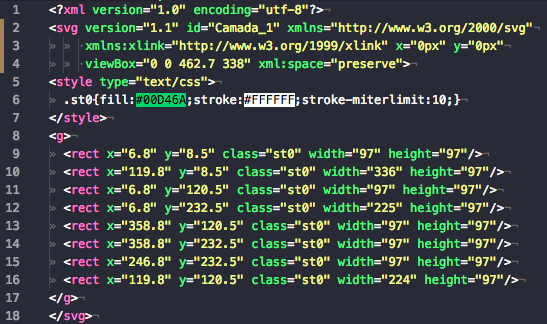 1 <?xml version="1.0" encoding="utf-8"?>¬
2 <svg version="1.1" id="Camada_1" xmlns="http://www.w3.org/2000/svg"
3 » » xmlns:xlink="http://www.w3.org/1999/xlink" x="0px" y="0px"
4 » viewBox="0 0 462.7 338" xml:space="preserve">¬
5 <style type="text/css">¬
6 » .st0{fill:#00D46A;stroke:#FFFFFF;stroke-miterlimit:10;}¬
7 </style>¬
8 <g>¬
9 » <rect x="6.8" y="8.5" class="st0" width="97" height="97"/>¬
10 » <rect x="119.8" y="8.5" class="st0" width="336" height="97"/>¬
11 » <rect x="6.8" y="120.5" class="st0" width="97" height="97"/>¬
12 » <rect x="6.8" y="232.5" class="st0" width="225" height="97"/>¬
13 » <rect x="358.8" y="120.5" class="st0" width="97" height="97"/>¬
14 » <rect x="358.8" y="232.5" class="st0" width="97" height="97"/>¬
15 » <rect x="246.8" y="232.5" class="st0" width="97" height="97"/>¬
16 » <rect x="119.8" y="120.5" class="st0" width="224" height="97"/>¬
17 </g>¬
18 </svg>¬